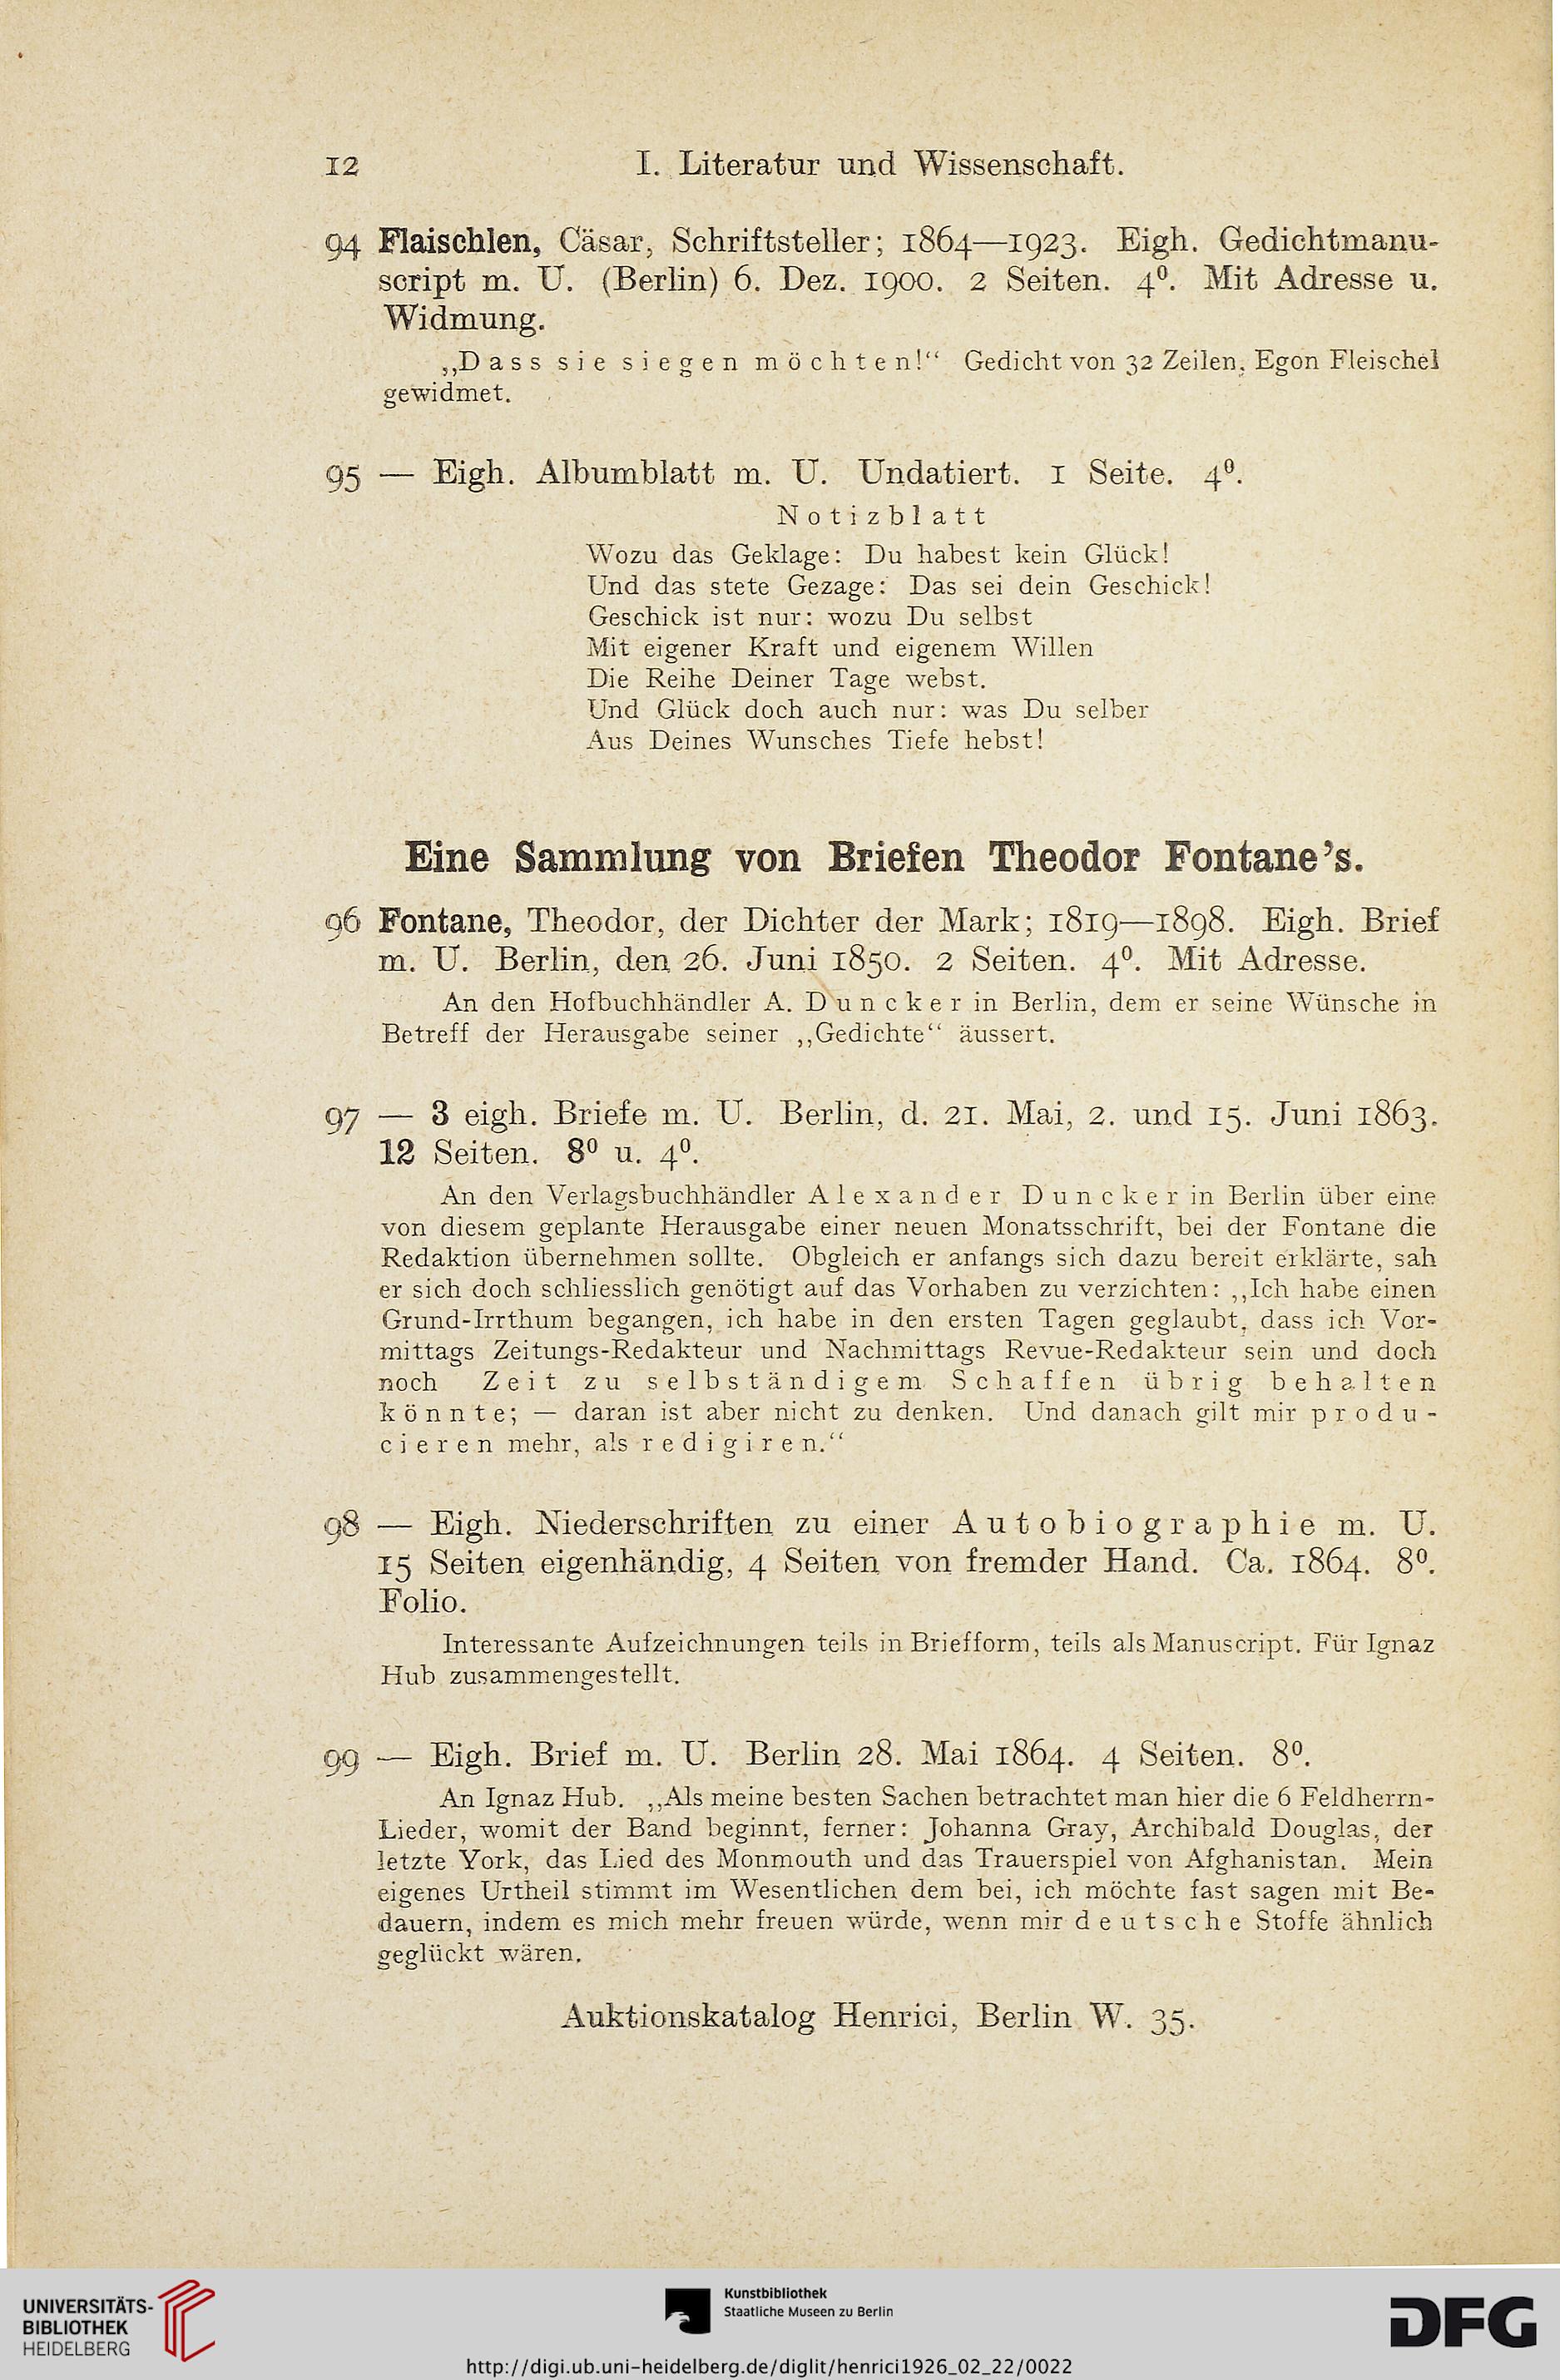 12 I. Literatur und Wissenschaft.
94 Flaischlen, Cäsar, Schriftsteller; 1864—1923. Eigh. Gedichtmanu-
script m. U. (Berlin) 6. Dez. 1900. 2 Seiten. 4⁰. Mit Adresse u.
Widmung.
„Dass sie siegen möchten!“ Gedicht von 32 Zeilen, Egon Fleischel
gewidmet.
95 — Eigh. Albumblatt m. U. Undatiert. 1 Seite. 4⁰.
Notizblatt
Wozu das Geklage: Du habest kein Glück!
Und das stete Gezage: Das sei dein Geschick!
Geschick ist nur: wozu Du selbst
Mit eigener Kraft und eigenem Willen
Die Reihe Deiner Tage webst.
Und Glück doch auch nur: was Du selber
Aus Deines Wunsches Tiefe hebst!
Eine Sammlung von Briefen Theodor Fontane’s.
96 Fontane, Theodor, der Dichter der Mark; 1819—1898. Eigh. Brief
m. U. Berlin, den 26. Juni 1850. 2 Seiten. 4⁰. Mit Adresse.
An den Hofbuchhändler A. Duncker in Berlin, dem er seine Wünsche in
Betreff der Herausgabe seiner „Gedichte“ äussert.
97 — 3 eigh. Briefe m. U. Berlin, d. 21. Mai, 2. und 15. Juni 1863.
12 Seiten. 8⁰ u. 4⁰.
An den Verlagsbuchhändler Alexander Duncker in Berlin über eine
von diesem geplante Herausgabe einer neuen Monatsschrift, bei der Fontane die
Redaktion übernehmen sollte. Obgleich er anfangs sich dazu bereit erklärte, sah
er sich doch schliesslich genötigt auf das Vorhaben zu verzichten: „Ich habe einen
Grund-Irrthum begangen, ich habe in den ersten Tagen geglaubt, dass ich Vor-
mittags Zeitungs-Redakteur und Nachmittags Revue-Redakteur sein und doch
noch Zeit zu selbständigem Schaffen übrig behalten
könnte; — daran ist aber nicht zu denken. Und danach gilt mir produ-
cieren mehr, als redigiren.“
98 — Eigh. Niederschriften zu einer Autobiographie m. U.
15 Seiten eigenhändig, 4 Seiten von fremder Hand. Ca. 1864. 8⁰.
Folio.
Interessante Aufzeichnungen teils in Briefform, teils als Manuscript. Für Ignaz
Hub zusammengestellt.
99 — Eigh. Brief m. U. Berlin 28. Mai 1864. 4 Seiten. 8⁰.
An Ignaz Hub. „Als meine besten Sachen betrachtet man hier die 6 Feldherrn-
Lieder, womit der Band beginnt, ferner: Johanna Gray, Archibald Douglas, der
letzte York, das Lied des Monmouth und das Trauerspiel von Afghanistan. Mein
eigenes Urtheil stimmt im Wesentlichen dem bei, ich möchte fast sagen mit Be-
dauern, indem es mich mehr freuen würde, wenn mir deutsche Stoffe ähnlich
geglückt wären.
Auktionskatalog Henrici, Berlin W. 35.
UNIVERSITÄTS-
BIBLIOTHEK
HEIDELBERG
Kunstbibliothek
Staatliche Museen zu Berlin
DFG
http://digi.ub.uni-heidelberg.de/diglit/henrici1926_02_22/0022